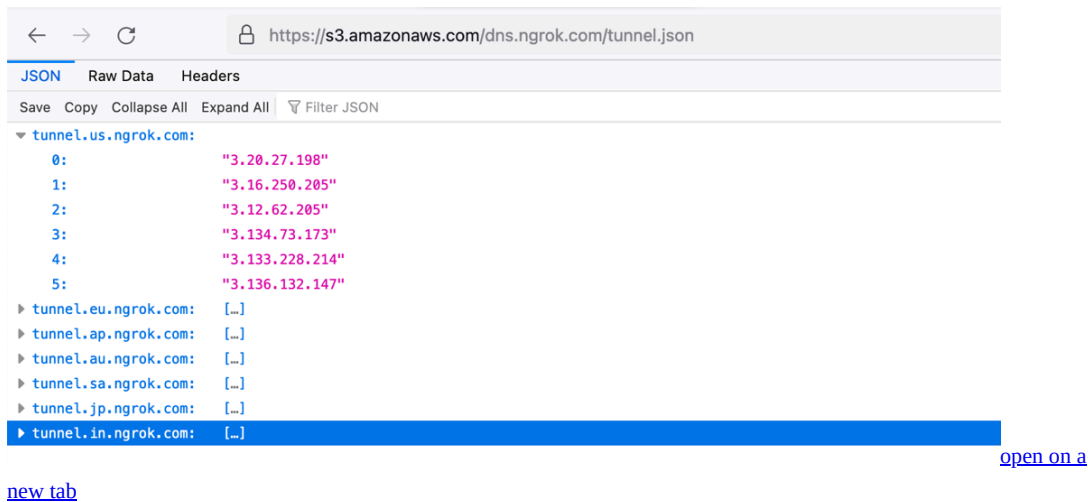 https://s3.amazonaws.com/dns.ngrok.com/tunnel.json
JSON Raw Data Headers
Save Copy Collapse All Expand All Filter JSON
tunnel.us.ngrok.com:
0: "3.20.27.198"
1: "3.16.250.205"
2: "3.12.62.205"
3: "3.134.73.173"
4: "3.133.228.214"
5: "3.136.132.147"
tunnel.eu.ngrok.com: […]
tunnel.ap.ngrok.com: […]
tunnel.au.ngrok.com: […]
tunnel.sa.ngrok.com: […]
tunnel.jp.ngrok.com: […]
tunnel.in.ngrok.com: […]
open on a
new tab